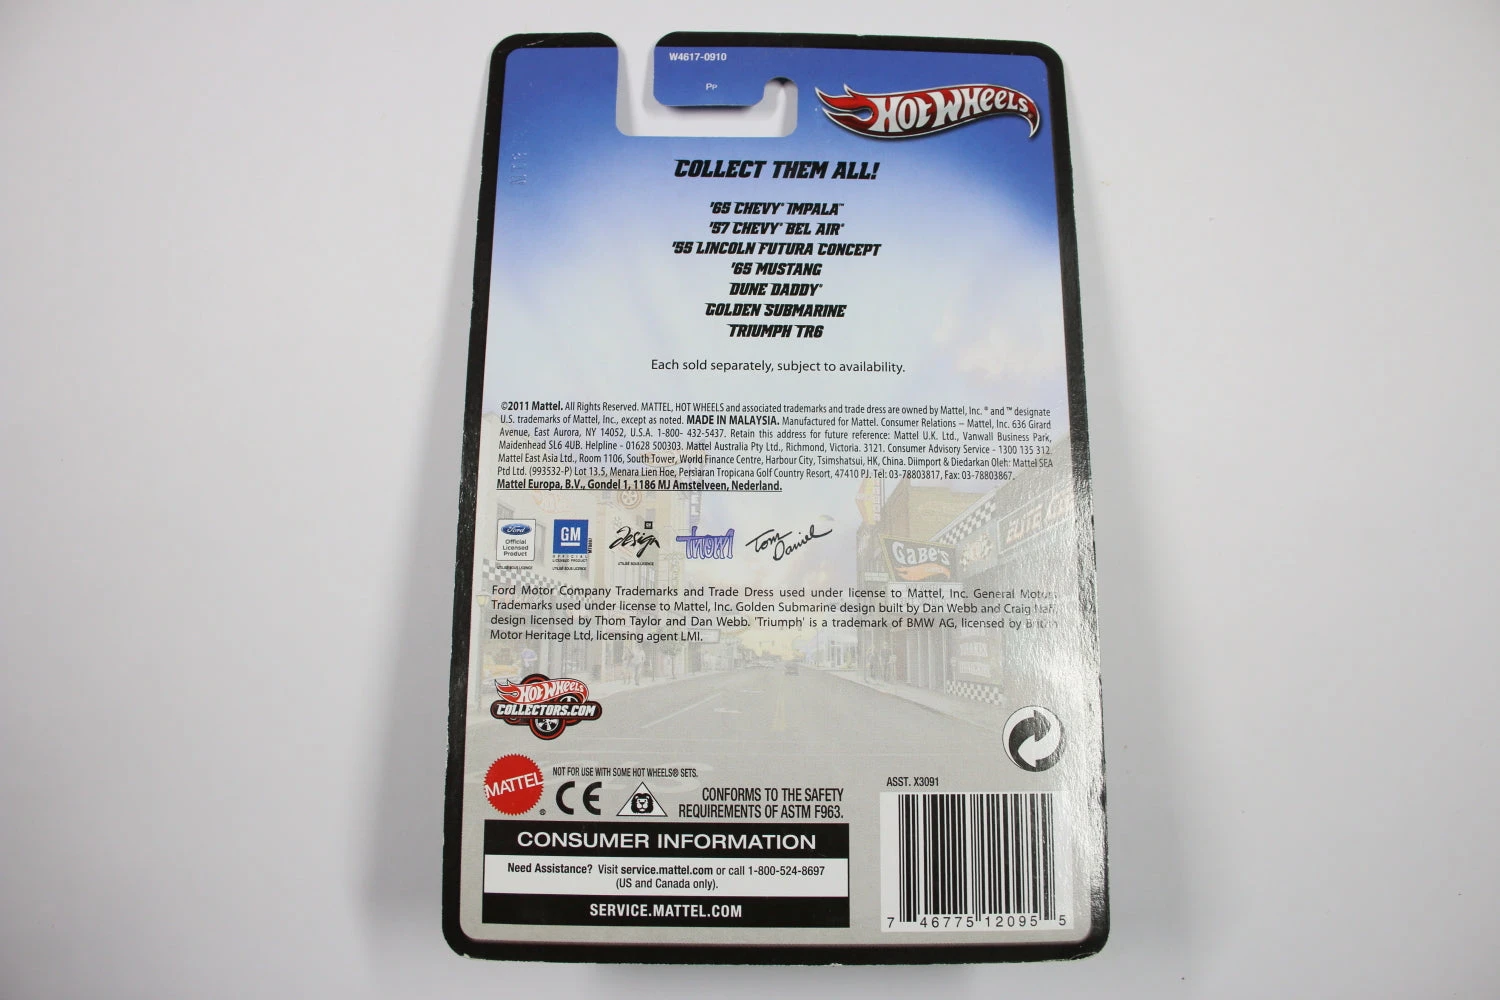 W4617-0910
PP
HOT WHEELS
COLLECT THEM ALL!
'65 CHEVY® IMPALA™
'57 CHEVY® BEL AIR®
'55 LINCOLN FUTURA CONCEPT
'65 MUSTANG
DUNE DADDY®
GOLDEN SUBMARINE
TRIUMPH TR6
Each sold separately, subject to availability.
©2011 Mattel. All Rights Reserved. MATTEL, HOT WHEELS and associated trademarks and trade dress are owned by Mattel, Inc. ® and ™ designate
U.S. trademarks of Mattel, Inc., except as noted. MADE IN MALAYSIA. Manufactured for Mattel. Consumer Relations – Mattel, Inc. 636 Girard
Avenue, East Aurora, NY 14052, U.S.A. 1-800- 432-5437. Retain this address for future reference: Mattel U.K. Ltd., Vanwall Business Park,
Maidenhead SL6 4UB. Helpline - 01628 500303. Mattel Australia Pty Ltd., Richmond, Victoria. 3121. Consumer Advisory Service - 1300 135 312.
Mattel East Asia Ltd., Room 1106, South Tower, World Finance Centre, Harbour City, Tsimshatsui, HK, China. Diimport & Diedarkan Oleh: Mattel SEA
Ptd Ltd. (993532-P) Lot 13.5, Menara Lien Hoe, Persiaran Tropicana Golf Country Resort, 47410 PJ. Tel: 03-78803817, Fax: 03-78803867.
Mattel Europa, B.V., Gondel 1, 1186 MJ Amstelveen, Nederland.
Ford
Official
Licensed
Product
GM
OFFICIAL
LICENSED PRODUCT
Design
Thom
Tom Daniel
GABE'S
Ford Motor Company Trademarks and Trade Dress used under license to Mattel, Inc. General Motors
Trademarks used under license to Mattel, Inc. Golden Submarine design built by Dan Webb and Craig Naff,
design licensed by Thom Taylor and Dan Webb. 'Triumph' is a trademark of BMW AG, licensed by British
Motor Heritage Ltd, licensing agent LMI.
HOT WHEELS
COLLECTORS.COM
MATTEL®
NOT FOR USE WITH SOME HOT WHEELS® SETS.
CE
CONFORMS TO THE SAFETY
REQUIREMENTS OF ASTM F963.
CONSUMER INFORMATION
Need Assistance? Visit service.mattel.com or call 1-800-524-8697
(US and Canada only).
SERVICE.MATTEL.COM
ASST. X3091
7 46775 12095 5